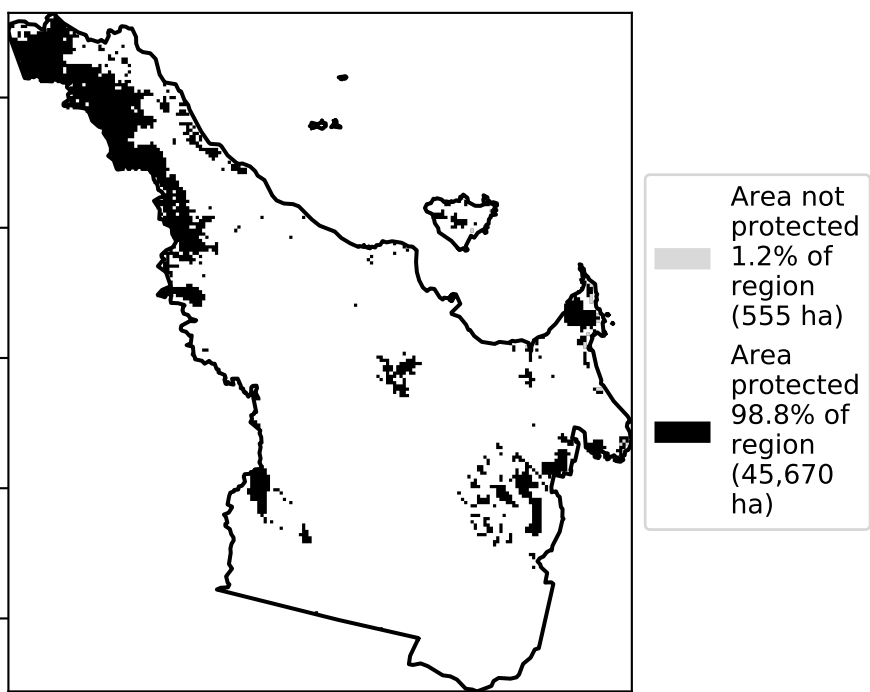 Area not
protected
1.2% of
region
(555 ha)
Area
protected
98.8% of
region
(45,670
ha)